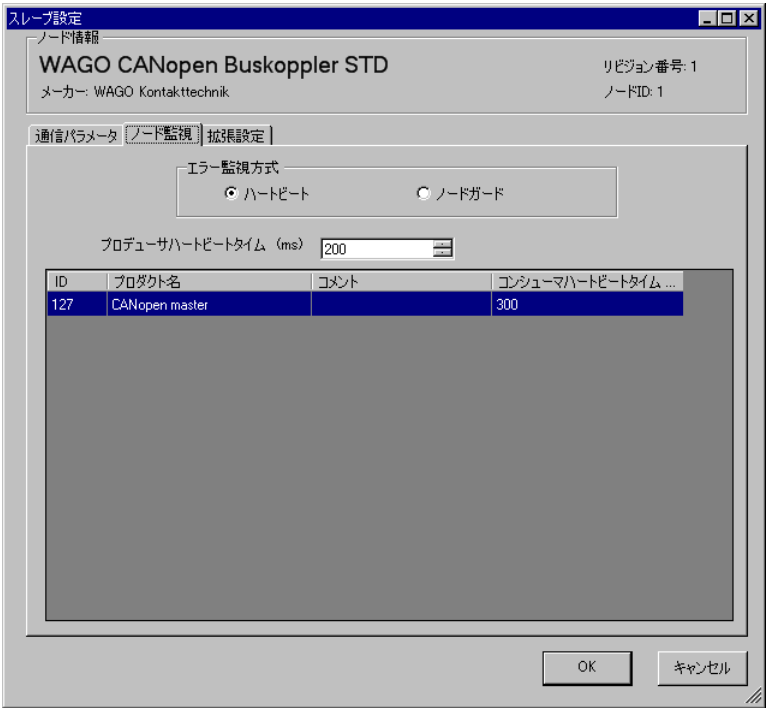 スレーブ設定
ノード情報
WAGO CANopen Buskoppler STD
リビジョン番号: 1
メーカー: WAGO Kontakttechnik
ノードID: 1
通信パラメータ ノード監視 拡張設定
エラー監視方式
ハートビート ノードガード
プロデューサハートビートタイム (ms) 200
ID プロダクト名 コメント コンシューマハートビートタイム ...
127 CANopen master 300
OK キャンセル